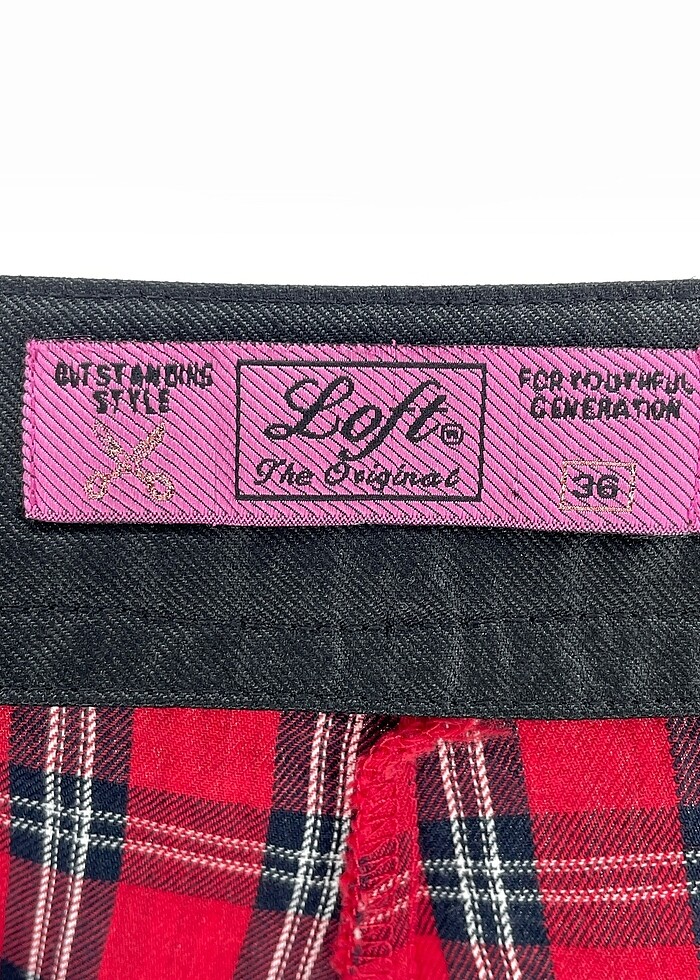 OUTSTANDING
STYLE
Loft®
The Original
FOR YOUTHFUL
GENERATION
36